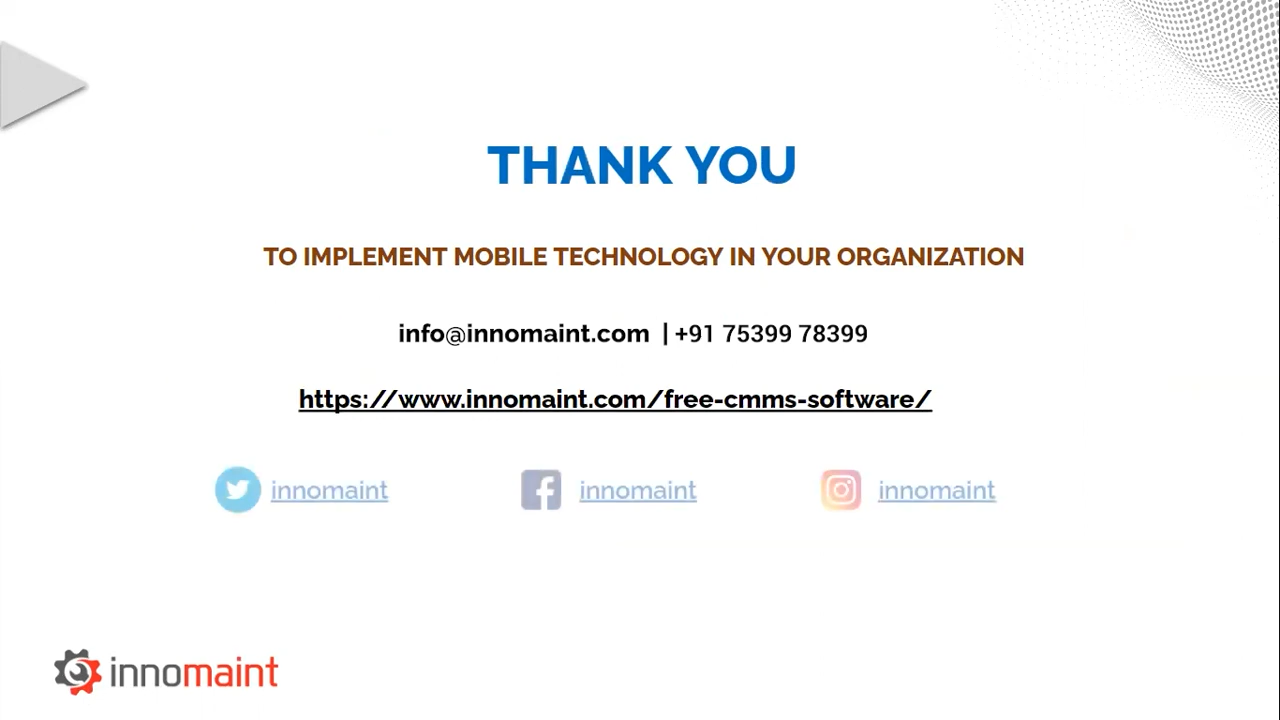 THANK YOU
TO IMPLEMENT MOBILE TECHNOLOGY IN YOUR ORGANIZATION
info@innomaint.com | +91 75399 78399
https://www.innomaint.com/free-cmms-software/
innomaint innomaint innomaint
innomaint